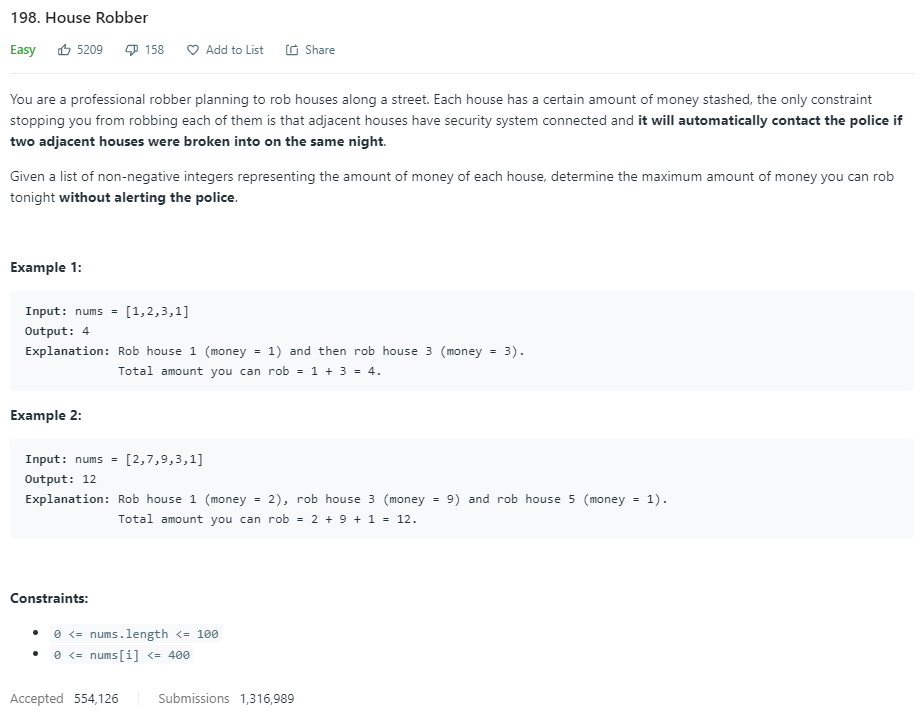 198. House Robber
Easy 5209 158 Add to List Share
You are a professional robber planning to rob houses along a street. Each house has a certain amount of money stashed, the only constraint
stopping you from robbing each of them is that adjacent houses have security system connected and it will automatically contact the police if
two adjacent houses were broken into on the same night.
Given a list of non-negative integers representing the amount of money of each house, determine the maximum amount of money you can rob
tonight without alerting the police.
Example 1:
Input: nums = [1,2,3,1]
Output: 4
Explanation: Rob house 1 (money = 1) and then rob house 3 (money = 3).
Total amount you can rob = 1 + 3 = 4.
Example 2:
Input: nums = [2,7,9,3,1]
Output: 12
Explanation: Rob house 1 (money = 2), rob house 3 (money = 9) and rob house 5 (money = 1).
Total amount you can rob = 2 + 9 + 1 = 12.
Constraints:
• 0 <= nums.length <= 100
• 0 <= nums[i] <= 400
Accepted 554,126 Submissions 1,316,989